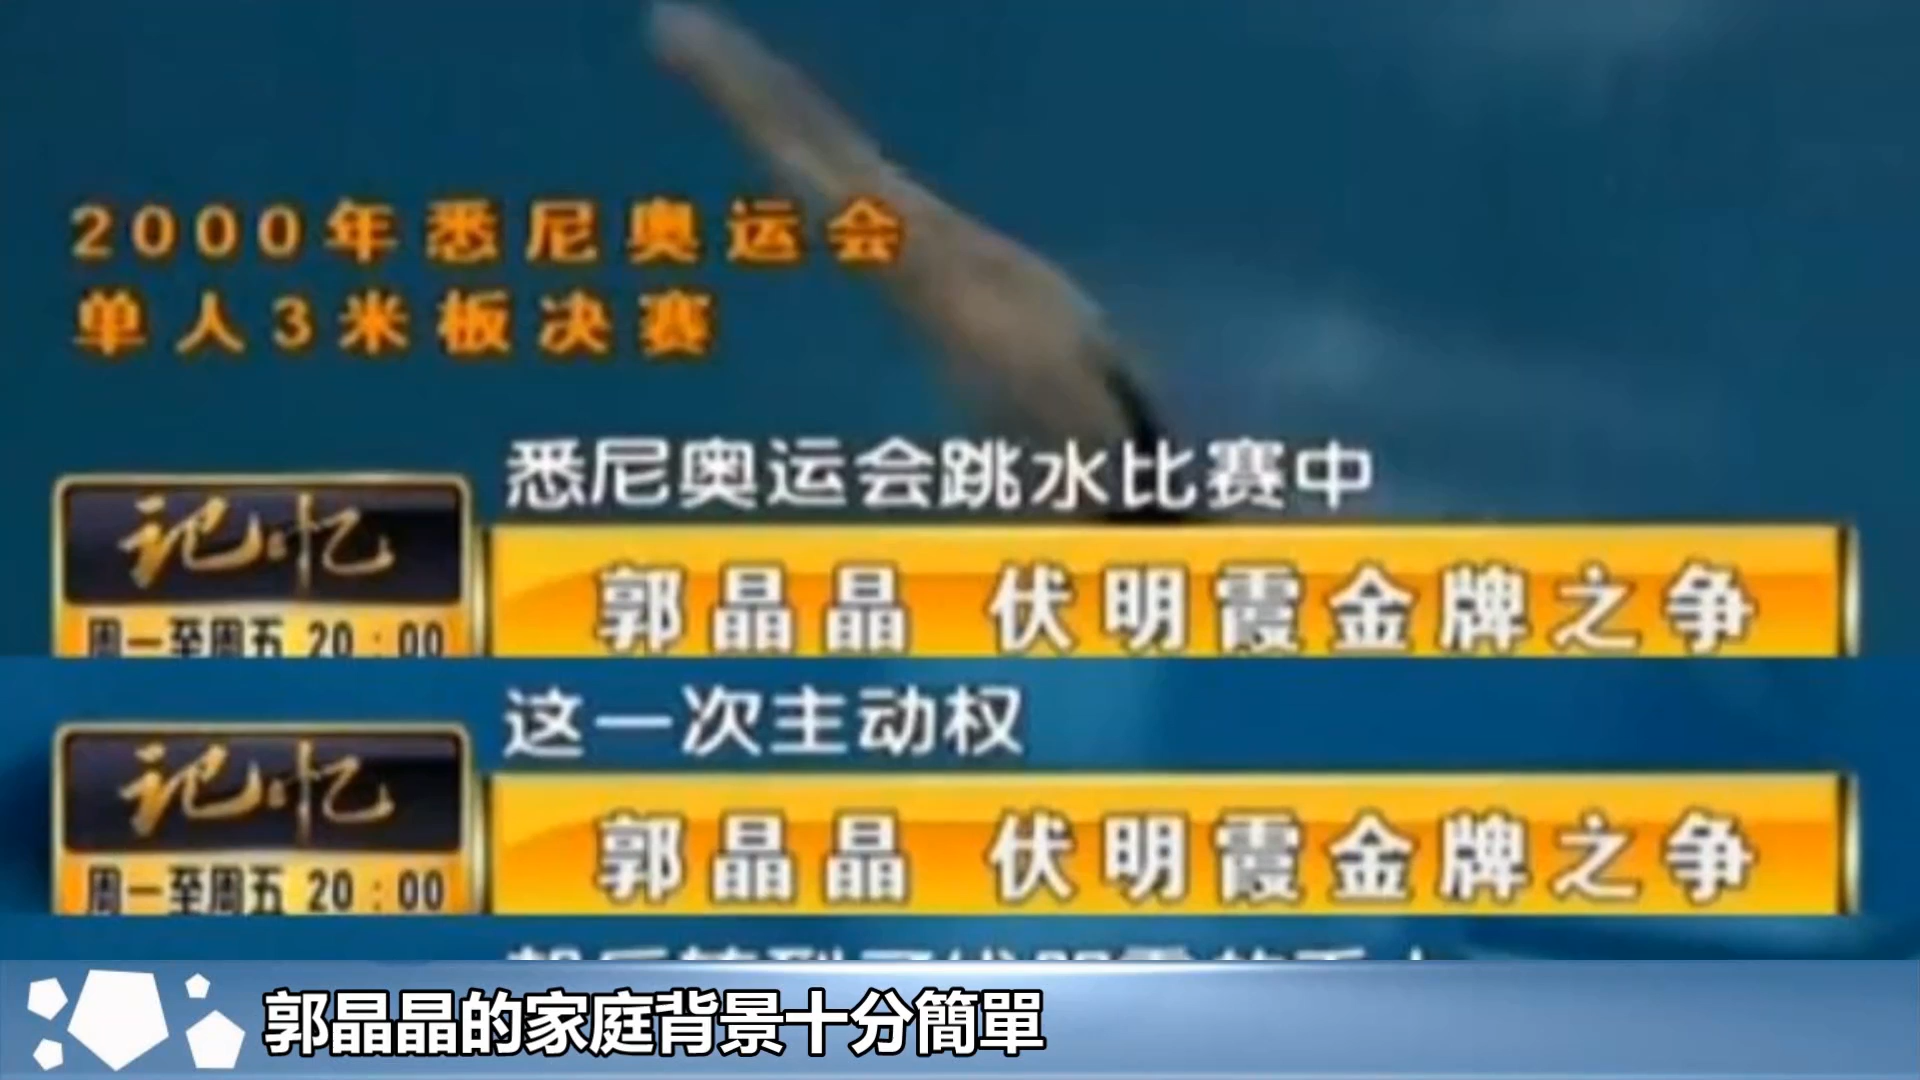 2000年悉尼奥运会
单人3米板决赛
悉尼奥运会跳水比赛中
记忆
周一至周五 20:00
郭晶晶 伏明霞金牌之争
这一次主动权
记忆
周一至周五 20:00
郭晶晶 伏明霞金牌之争
郭晶晶的家庭背景十分簡單